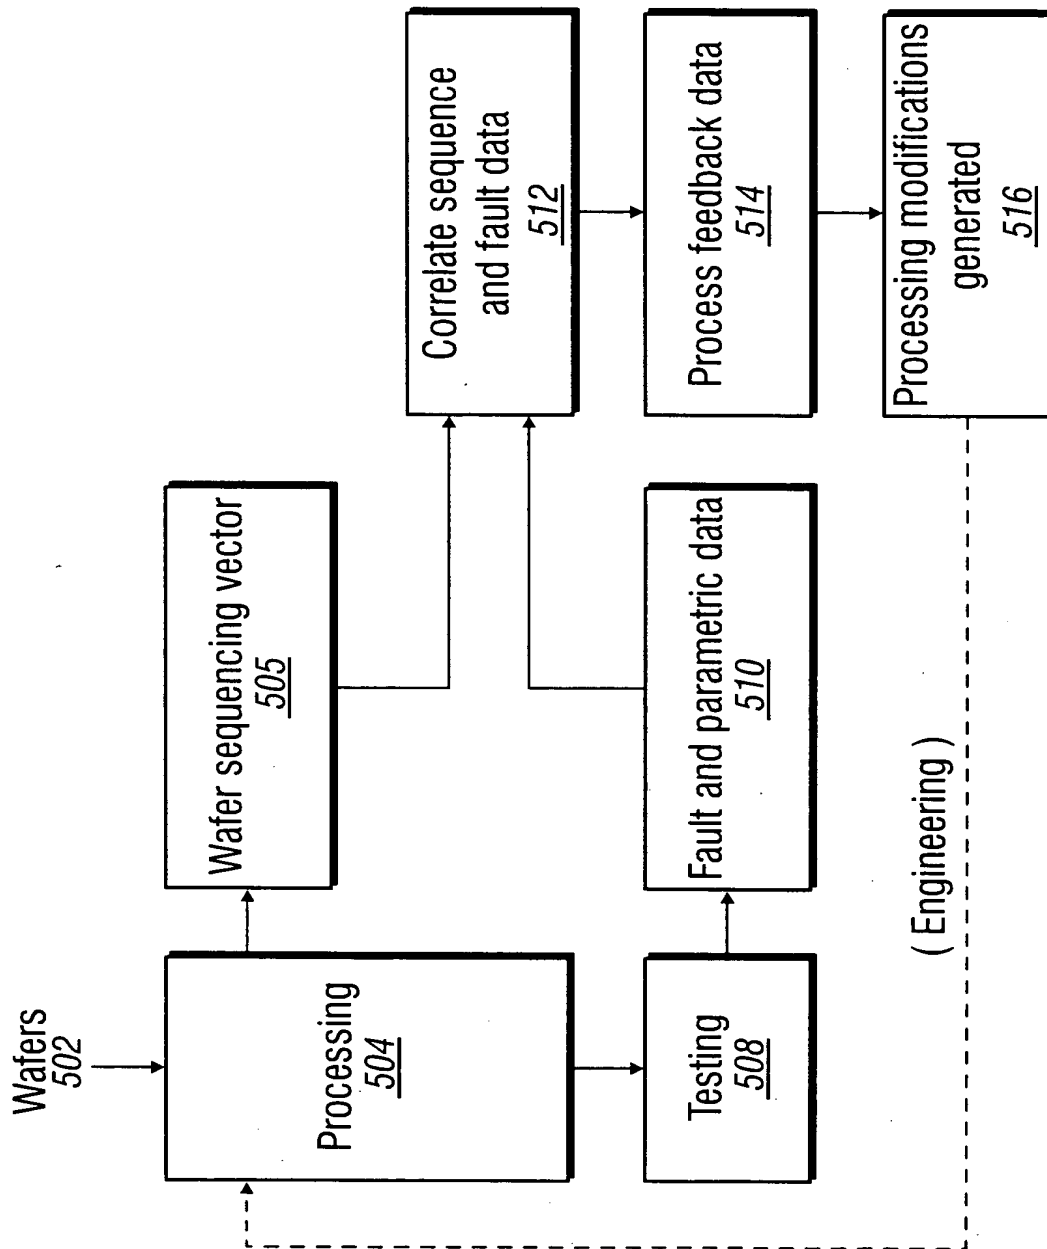 Wafers
502
Processing
504
Wafer sequencing vector
505
Testing
508
Fault and parametric data
510
Correlate sequence
and fault data
512
Process feedback data
514
Processing modifications
generated
516
( Engineering )